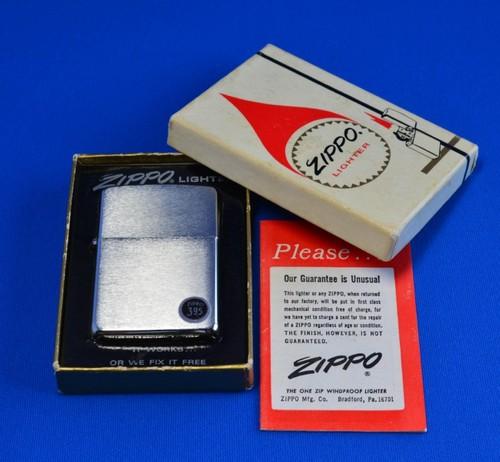 ZIPPO
LIGHTER
ZIPPO® LIGHTE
ZIPPO
3.95
IT WORKS...
OR WE FIX IT FREE
Please...
Our Guarantee is Unusual
This lighter or any ZIPPO, when returned
to our factory, will be put in first class
mechanical condition free of charge, for
we have yet to charge a cent for the repair
of a ZIPPO regardless of age or condition.
THE FINISH, HOWEVER, IS NOT
GUARANTEED.
ZIPPO®
THE ONE ZIP WINDPROOF LIGHTER
ZIPPO Mfg. Co. Bradford, Pa. 16701